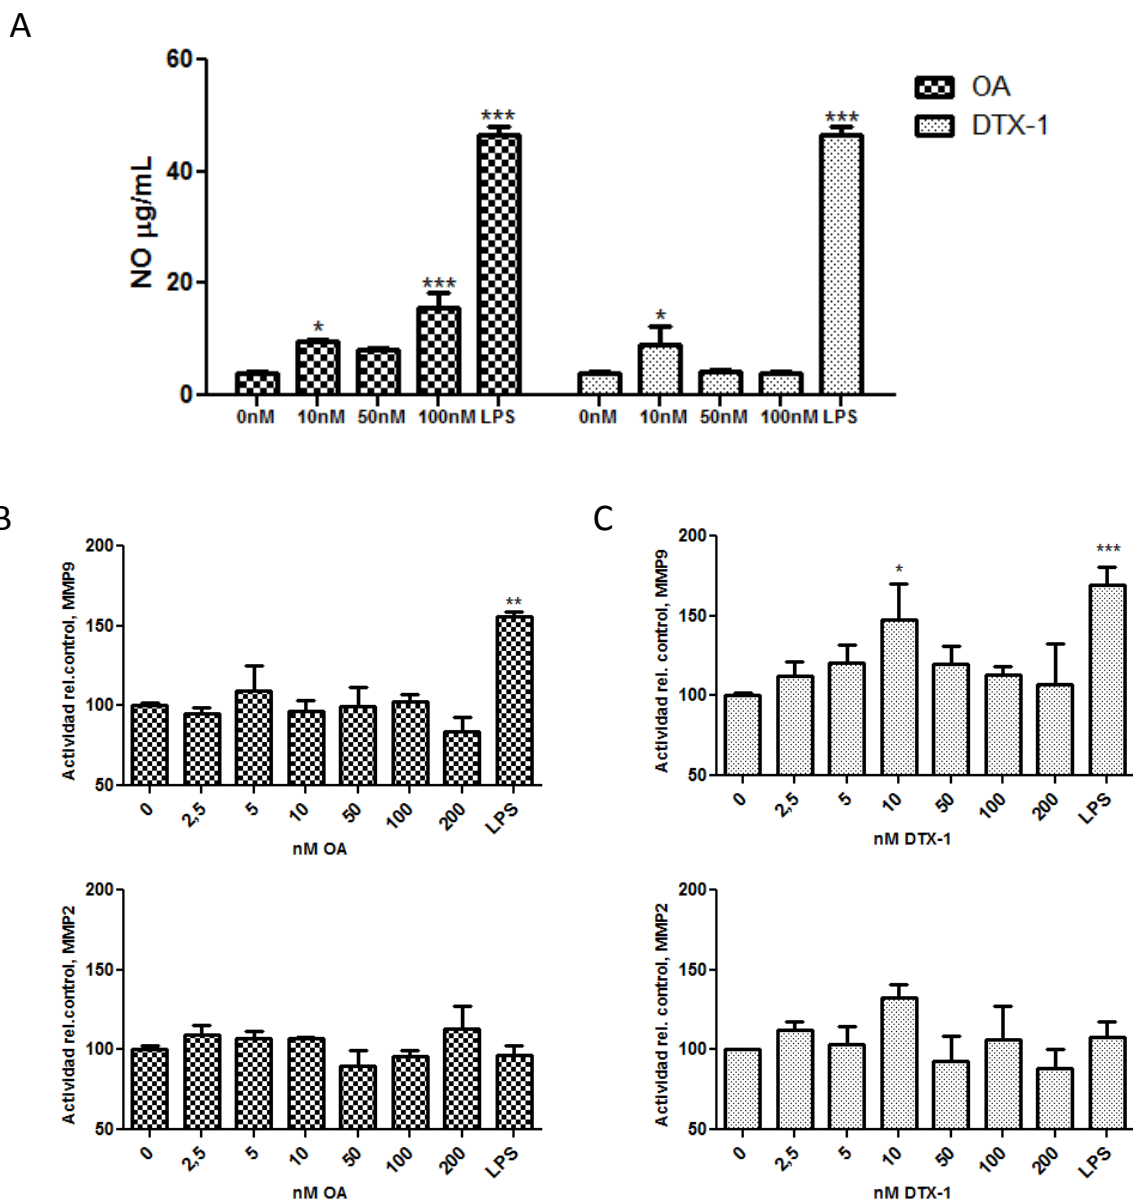 A
60
40
20
0
NO µg/mL
***
***
***
*
*
OA
DTX-1
0nM 10nM 50nM 100nM LPS 0nM 10nM 50nM 100nM LPS
B
200
150
100
50
Actividad rel.control, MMP9
**
0 2,5 5 10 50 100 200 LPS
nM OA
C
200
150
100
50
Actividad rel. control, MMP9
*
***
0 2,5 5 10 50 100 200 LPS
nM DTX-1
200
150
100
50
Actividad rel.control, MMP2
0 2,5 5 10 50 100 200 LPS
nM OA
200
150
100
50
Actividad rel. control, MMP2
0 2,5 5 10 50 100 200 LPS
nM DTX-1